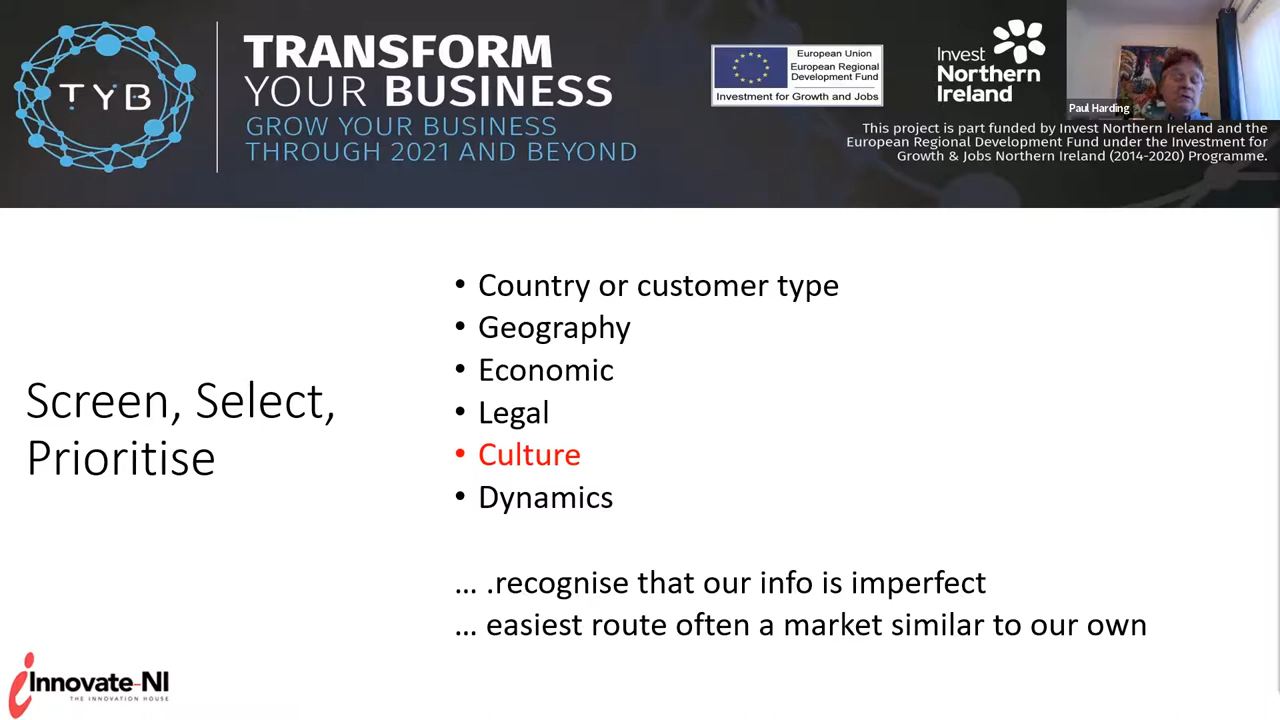 TYB
TRANSFORM
YOUR BUSINESS
GROW YOUR BUSINESS
THROUGH 2021 AND BEYOND
European Union
European Regional
Development Fund
Investment for Growth and Jobs
Invest
Northern
Ireland
Paul Harding
This project is part funded by Invest Northern Ireland and the
European Regional Development Fund under the Investment for
Growth & Jobs Northern Ireland (2014-2020) Programme.
Screen, Select,
Prioritise
• Country or customer type
• Geography
• Economic
• Legal
• Culture
• Dynamics
... .recognise that our info is imperfect
... easiest route often a market similar to our own
innovate-NI
THE INNOVATION HOUSE